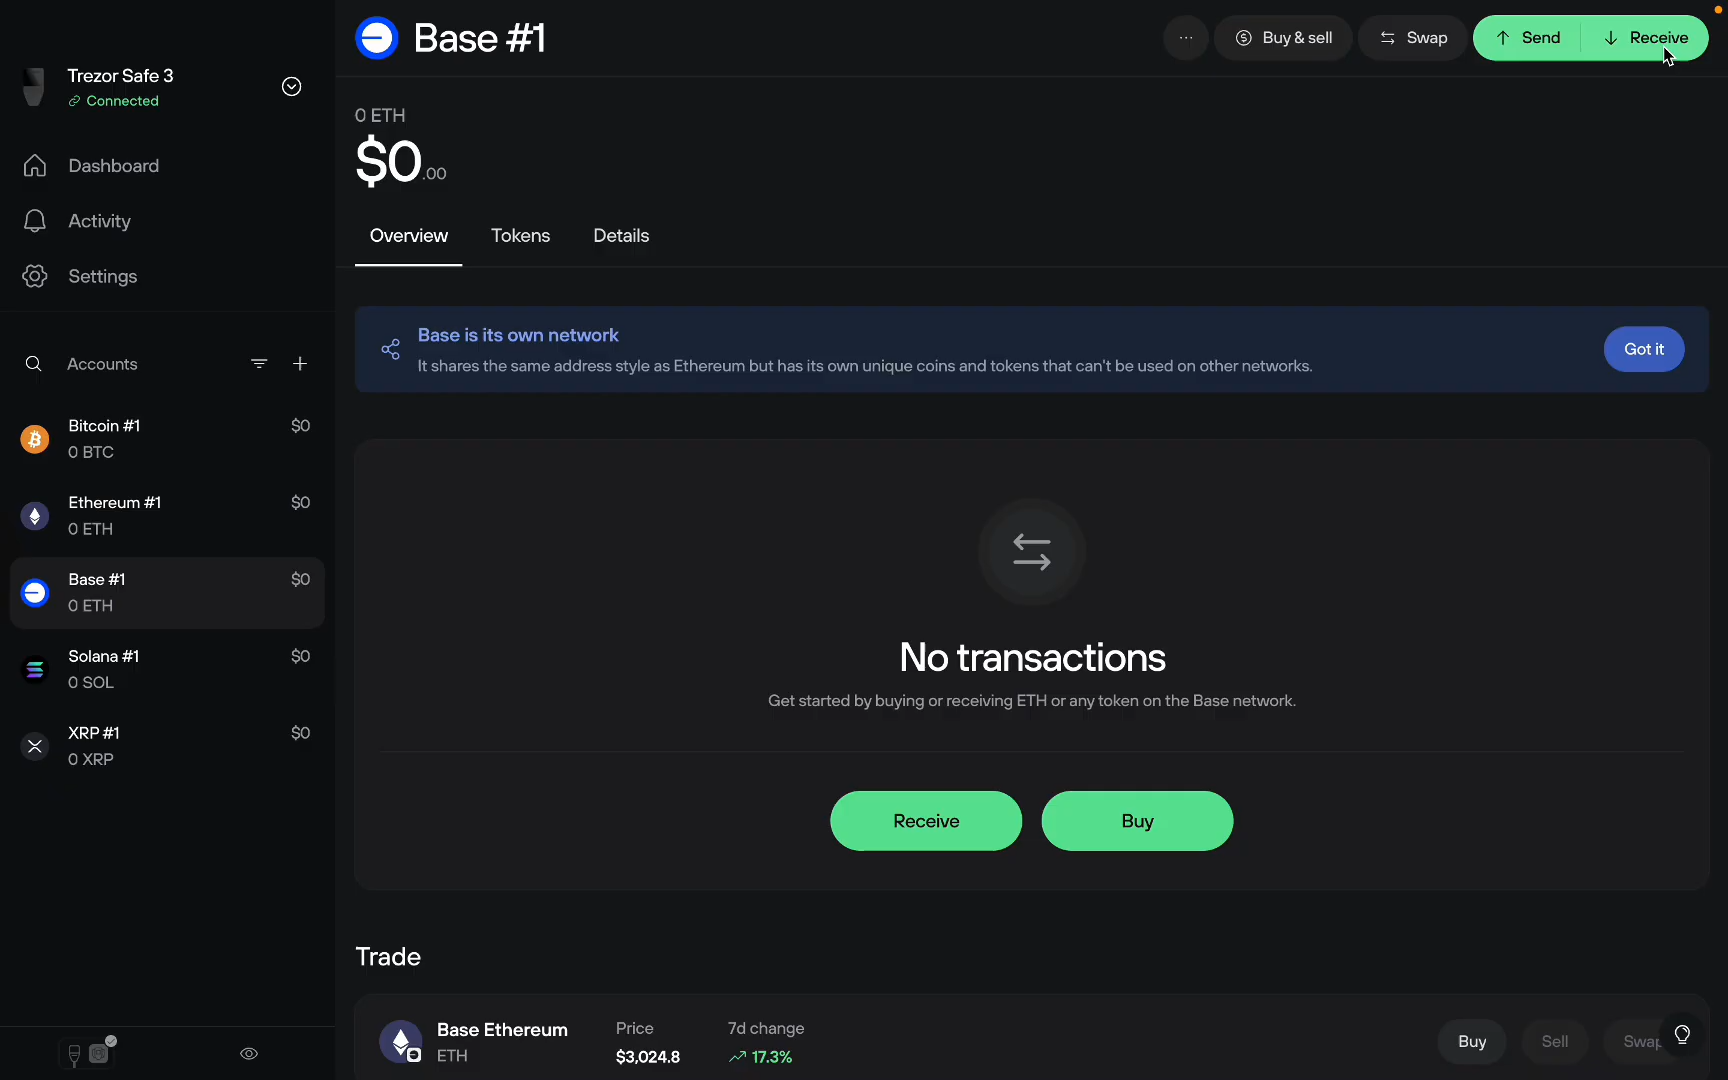 Trezor Safe 3
Connected
Dashboard
Activity
Settings
Accounts
Bitcoin #1 $0
0 BTC
Ethereum #1 $0
0 ETH
Base #1 $0
0 ETH
Solana #1 $0
0 SOL
XRP #1 $0
0 XRP
Base #1
... Buy & sell Swap Send Receive
0 ETH
$0.00
Overview Tokens Details
Base is its own network
It shares the same address style as Ethereum but has its own unique coins and tokens that can't be used on other networks.
Got it
No transactions
Get started by buying or receiving ETH or any token on the Base network.
Receive Buy
Trade
Base Ethereum Price 7d change
ETH $3,024.8 17.3%
Buy Sell Swap